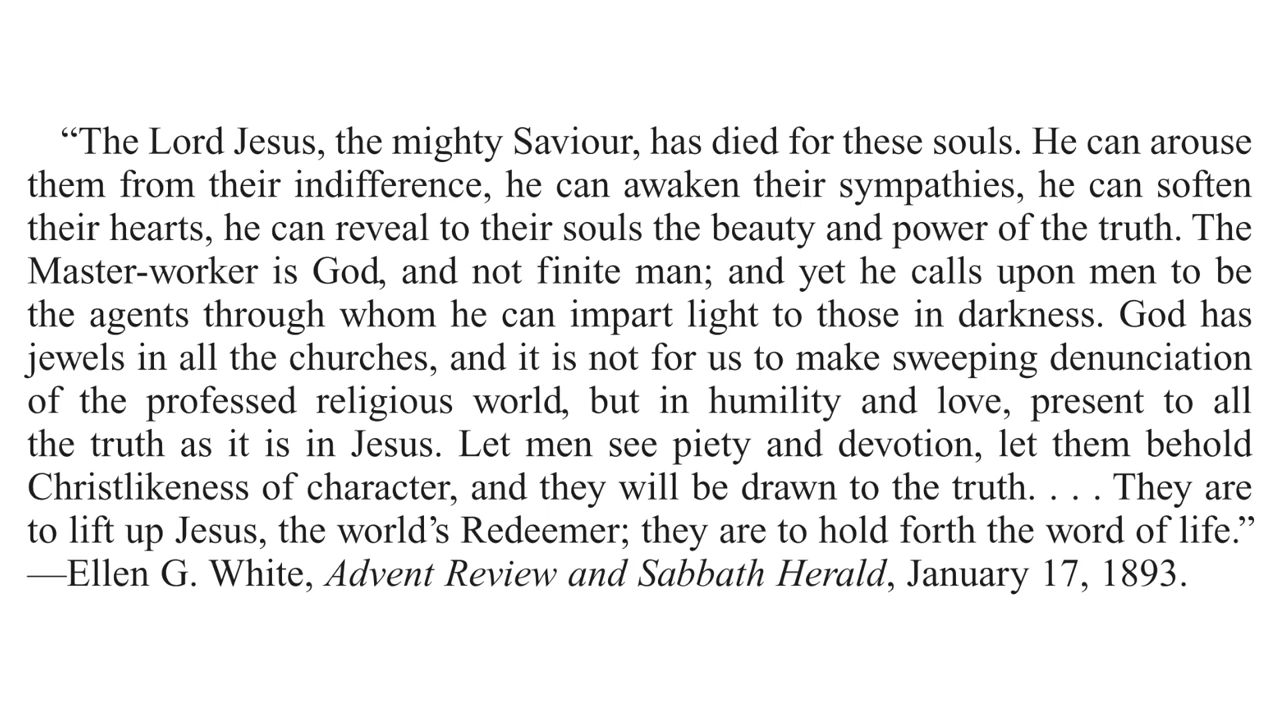 “The Lord Jesus, the mighty Saviour, has died for these souls. He can arouse
them from their indifference, he can awaken their sympathies, he can soften
their hearts, he can reveal to their souls the beauty and power of the truth. The
Master-worker is God, and not finite man; and yet he calls upon men to be
the agents through whom he can impart light to those in darkness. God has
jewels in all the churches, and it is not for us to make sweeping denunciation
of the professed religious world, but in humility and love, present to all
the truth as it is in Jesus. Let men see piety and devotion, let them behold
Christlikeness of character, and they will be drawn to the truth. . . . They are
to lift up Jesus, the world’s Redeemer; they are to hold forth the word of life.”
—Ellen G. White, Advent Review and Sabbath Herald, January 17, 1893.